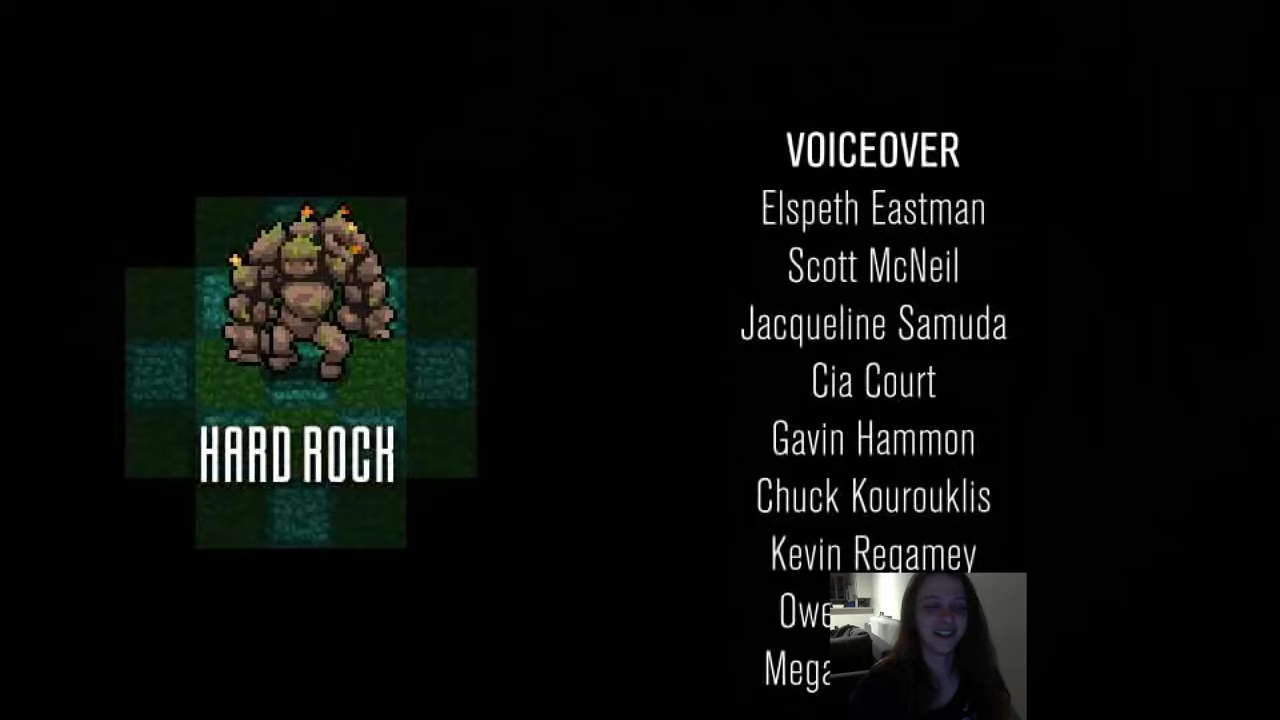 HARD ROCK
VOICEOVER
Elspeth Eastman
Scott McNeil
Jacqueline Samuda
Cia Court
Gavin Hammon
Chuck Kourouklis
Kevin Regamey